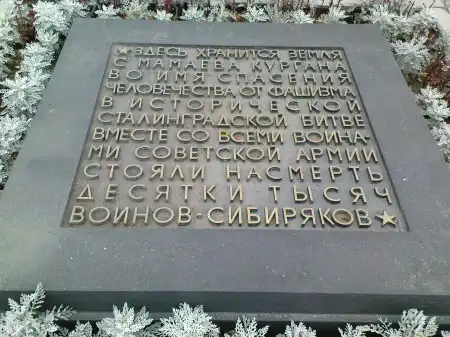 ★ ЗДЕСЬ ХРАНИТСЯ ЗЕМЛЯ
С МАМАЕВА КУРГАНА
ВО ИМЯ СПАСЕНИЯ
ЧЕЛОВЕЧЕСТВА ОТ ФАШИЗМА
В ИСТОРИЧЕСКОЙ
СТАЛИНГРАДСКОЙ БИТВЕ
ВМЕСТЕ СО ВСЕМИ ВОИНА-
МИ СОВЕТСКОЙ АРМИИ
СТОЯЛИ НАСМЕРТЬ
ДЕСЯТКИ ТЫСЯЧ
ВОИНОВ-СИБИРЯКОВ ★